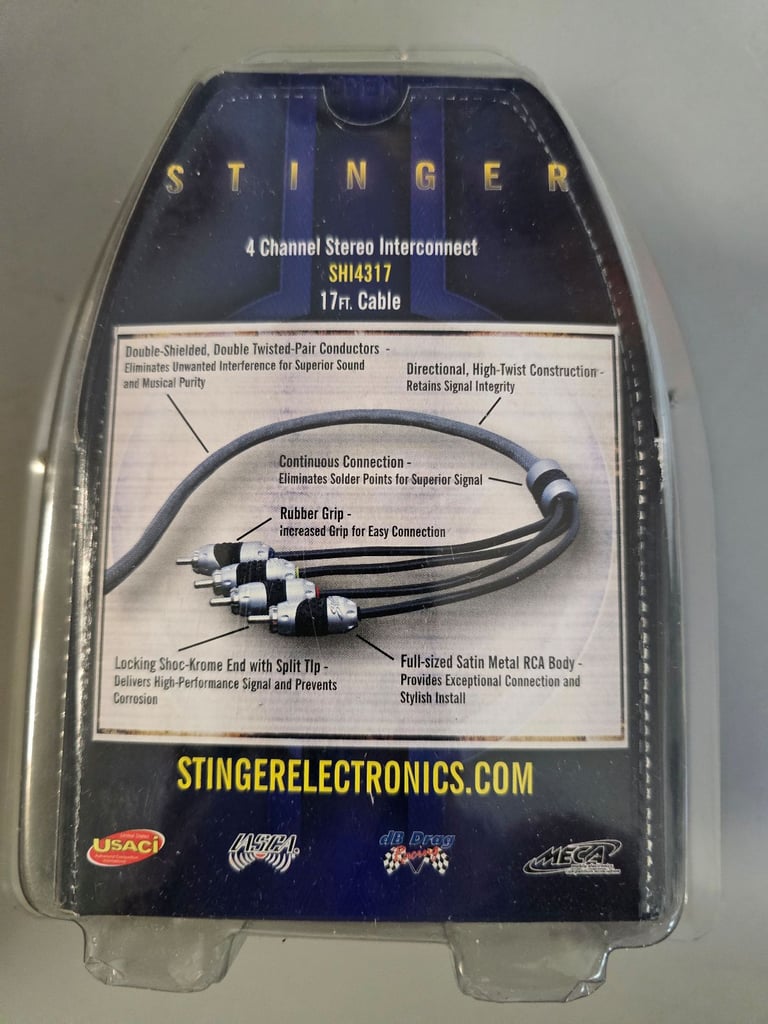 STINGER
4 Channel Stereo Interconnect
SHI4317
17FT. Cable
Double-Shielded, Double Twisted-Pair Conductors -
Eliminates Unwanted Interference for Superior Sound
and Musical Purity
Directional, High-Twist Construction -
Retains Signal Integrity
Continuous Connection -
Eliminates Solder Points for Superior Signal
Rubber Grip -
Increased Grip for Easy Connection
Locking Shoc-Krome End with Split Tip -
Delivers High-Performance Signal and Prevents
Corrosion
Full-sized Satin Metal RCA Body -
Provides Exceptional Connection and
Stylish Install
STINGERELECTRONICS.COM
USACi
IASCA
dB Drag
Racing
MECA